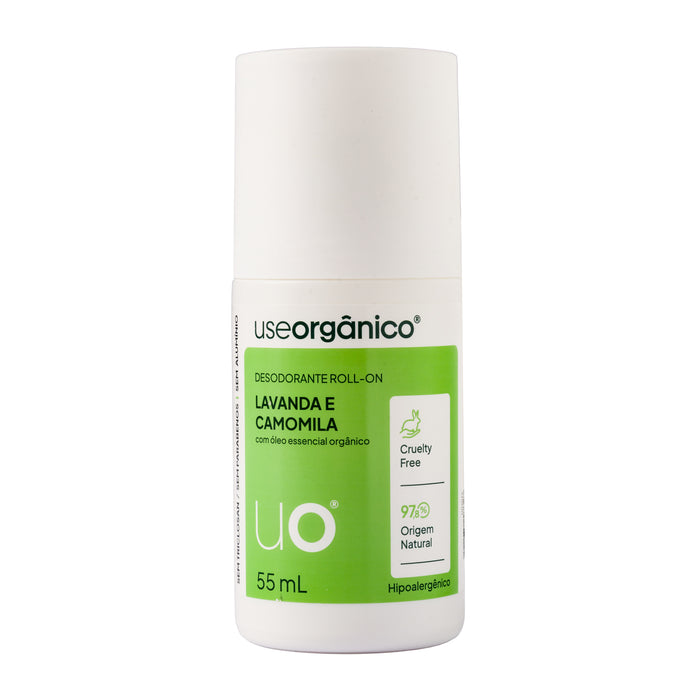 useorgânico®
DESODORANTE ROLL-ON
LAVANDA E
CAMOMILA
com óleo essencial orgânico
uo®
55 mL
Cruelty
Free
97,8%
Origem
Natural
Hipoalergênico
SEM TRICLOSAN / SEM PARABENOS / SEM ALUMÍNIO